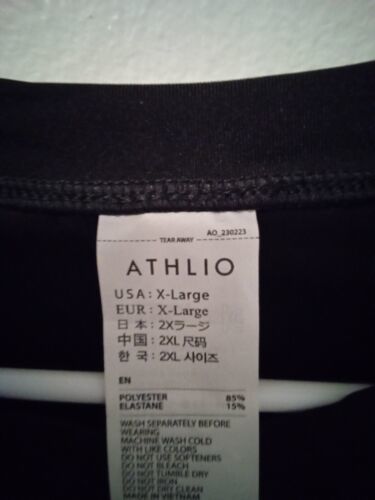 AO_230223
TEAR AWAY
ATHLIO
USA : X-Large
EUR : X-Large
日 本 : 2Xラージ
中国 : 2XL 尺码
한 국 : 2XL 사이즈
EN
POLYESTER 85%
ELASTANE 15%
WASH SEPARATELY BEFORE
WEARING
MACHINE WASH COLD
WITH LIKE COLORS
DO NOT USE SOFTENERS
DO NOT BLEACH
DO NOT TUMBLE DRY
DO NOT IRON
DO NOT DRY CLEAN
MADE IN VIETNAM